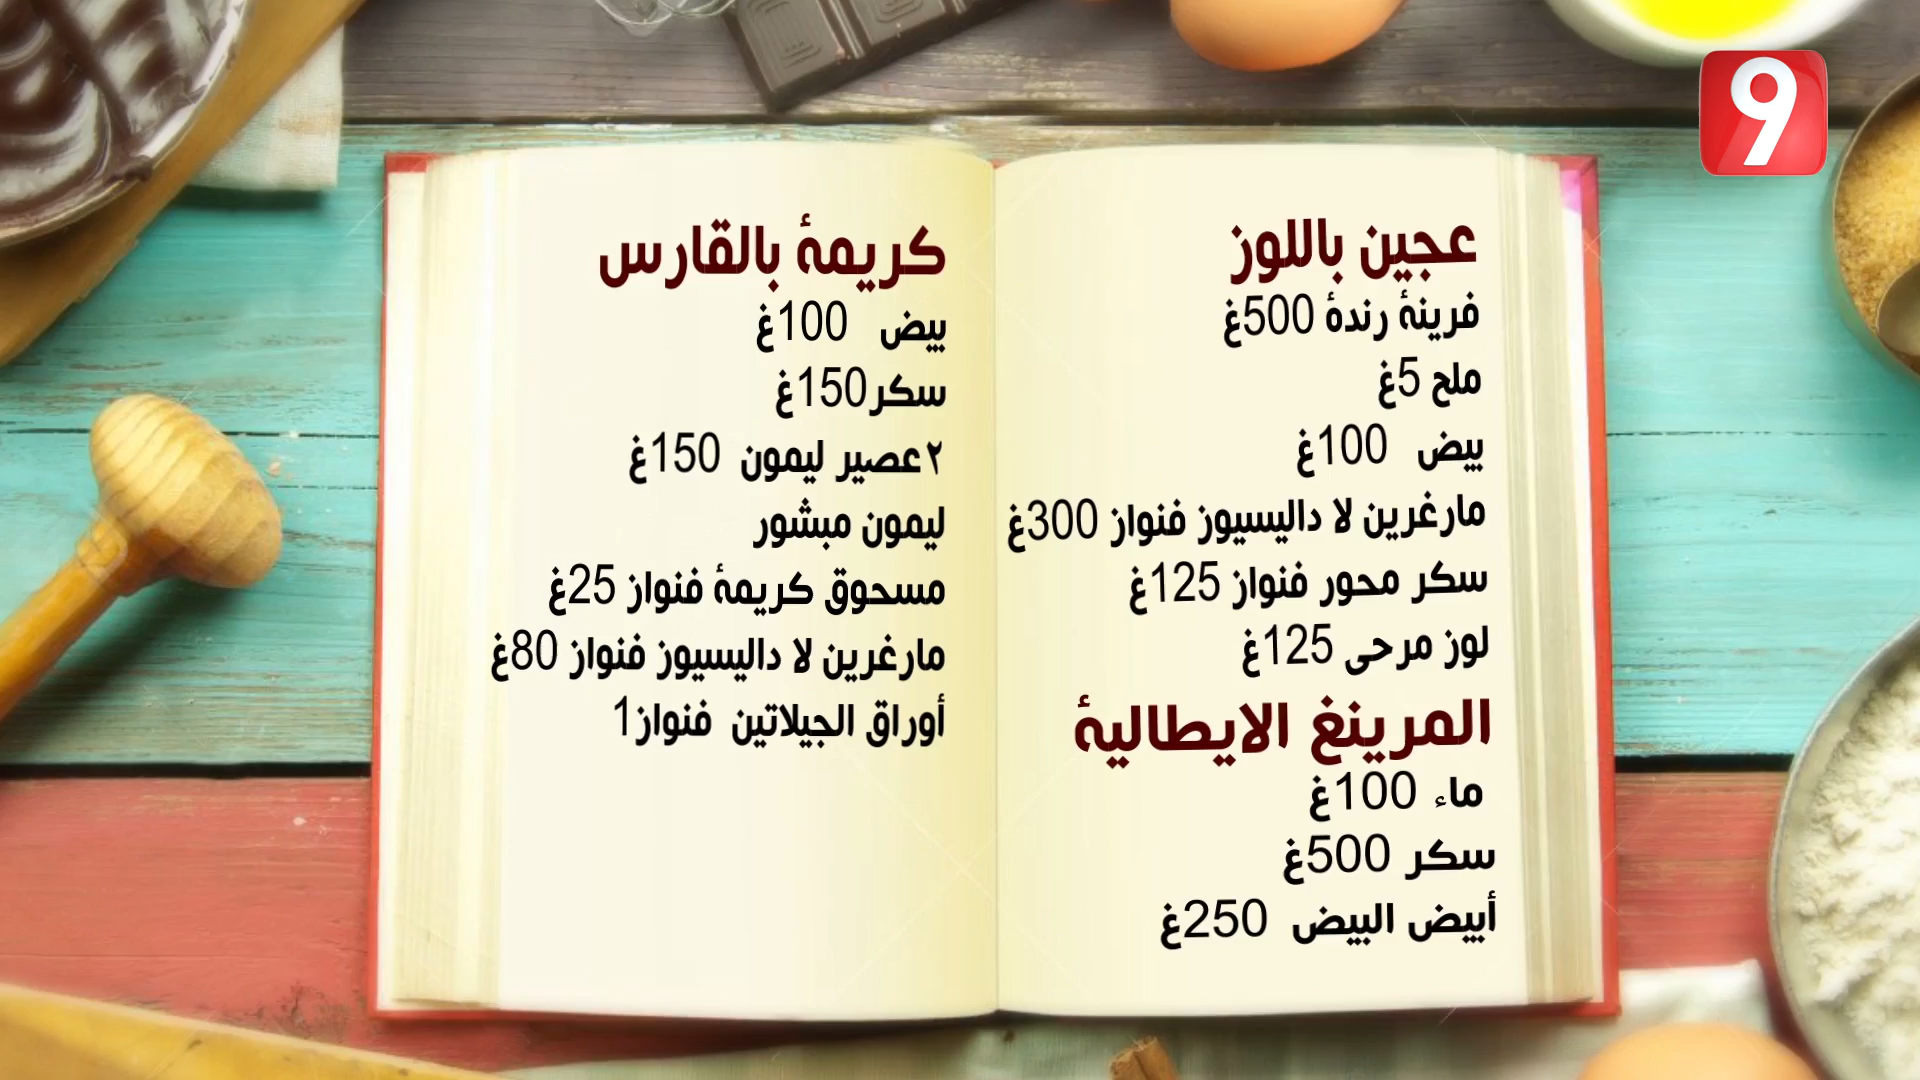 9
عجين باللوز
فرينة رندة 500غ
ملح 5غ
بيض 100غ
مارغرين لا داليسيوز فنواز 300غ
سكر محور فنواز 125غ
لوز مرحى 125غ
المرينغ الايطالية
ماء 100غ
سكر 500غ
أبيض البيض 250غ
كريمة بالقارس
بيض 100غ
سكر150غ
٢عصير ليمون 150غ
ليمون مبشور
مسحوق كريمة فنواز 25غ
مارغرين لا داليسيوز فنواز 80غ
أوراق الجيلاتين فنواز1